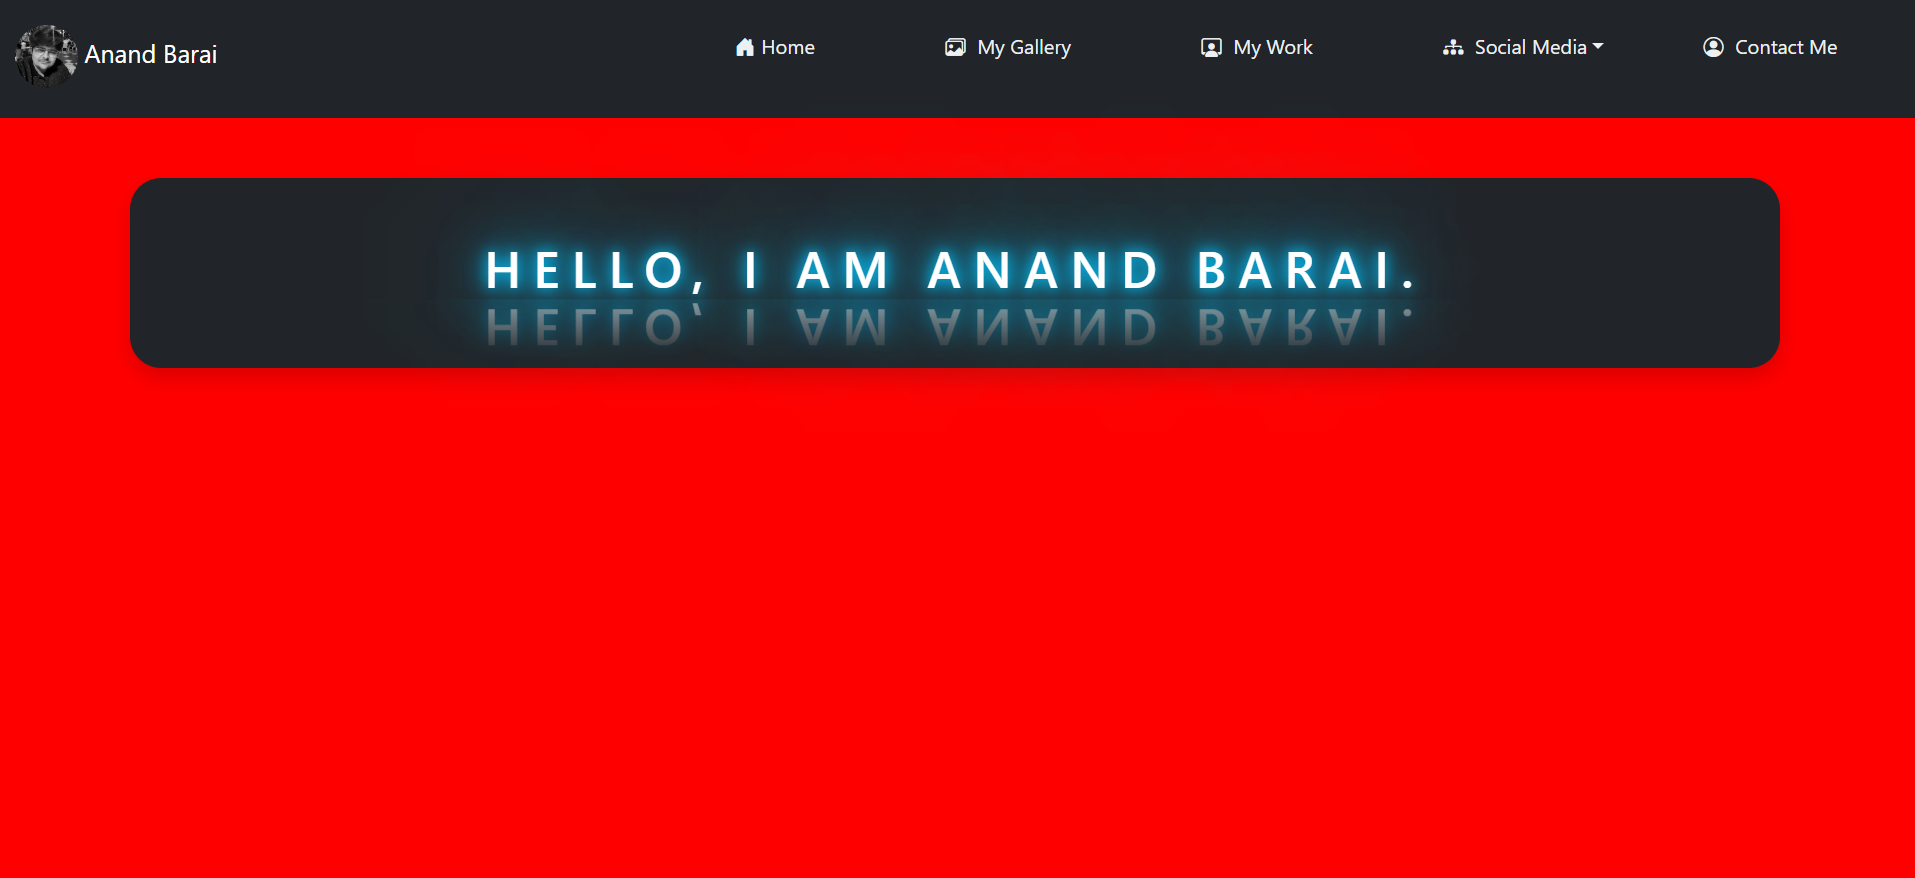 Anand Barai
Home
My Gallery
My Work
Social Media
Contact Me
HELLO, I AM ANAND BARAI.